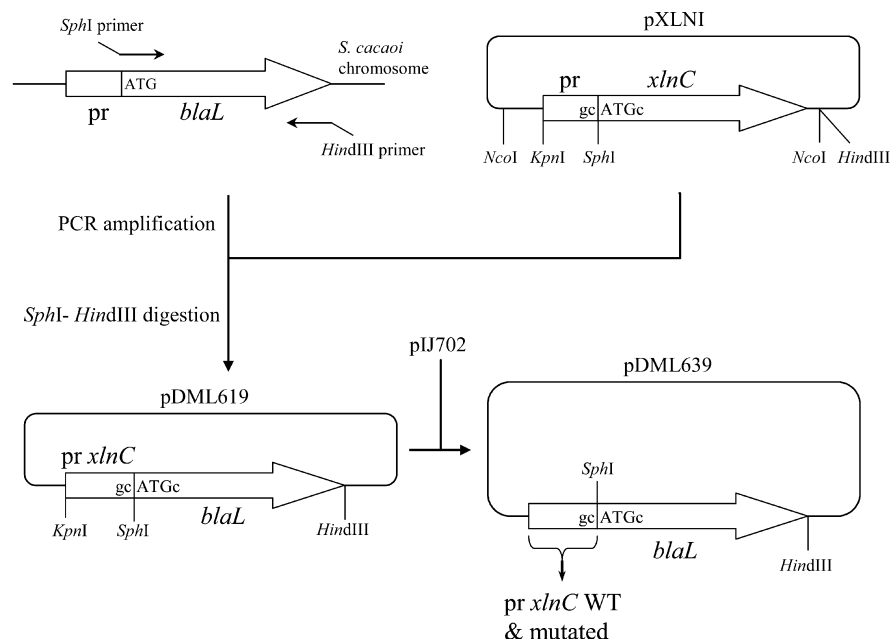 SphI primer
S. cacaoi
chromosome
ATG
pr
blaL
HindIII primer
pXLNI
pr
xlnC
gc
ATGc
NcoI
KpnI
SphI
NcoI
HindIII
PCR amplification
SphI- HindIII digestion
pIJ702
pDML619
pr xlnC
gc
ATGc
blaL
KpnI
SphI
HindIII
pDML639
SphI
gc
ATGc
blaL
HindIII
pr xlnC WT
& mutated